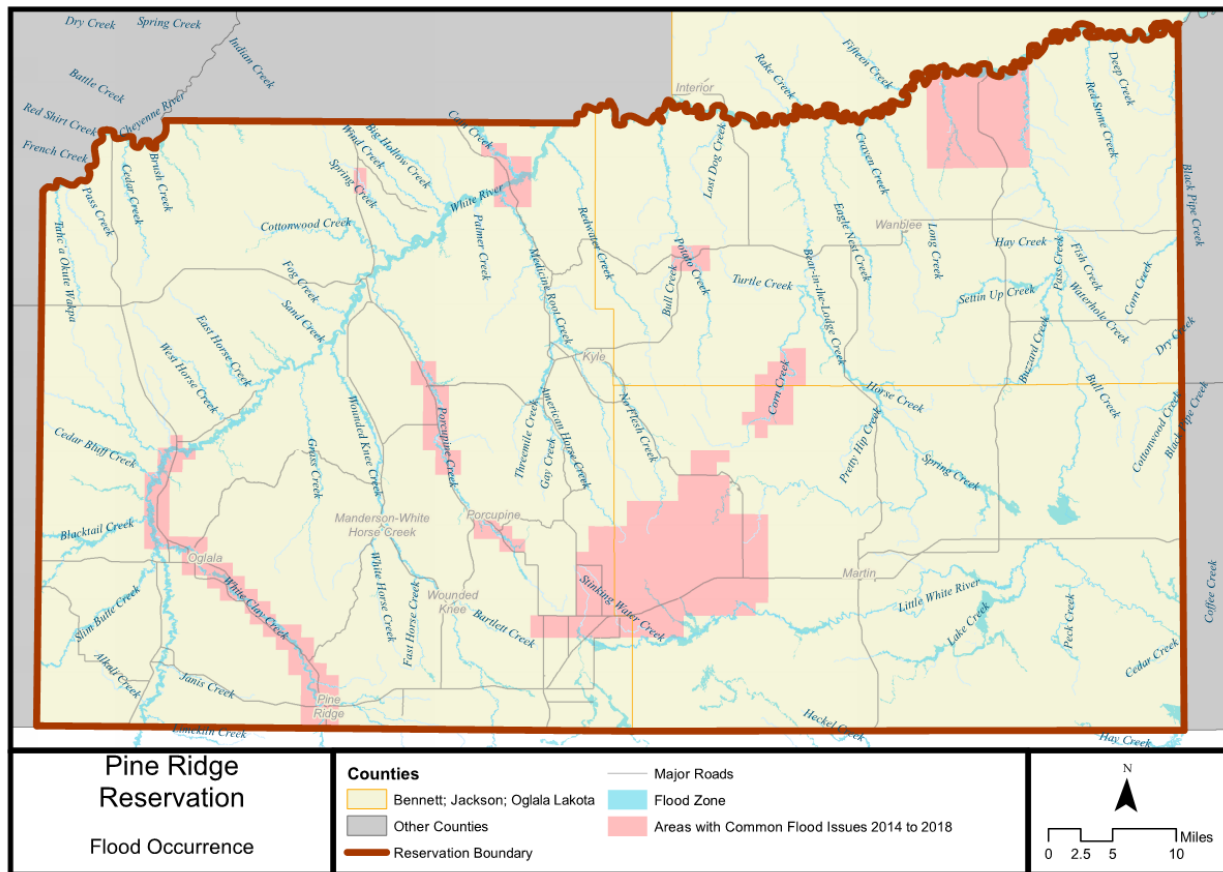 Dry Creek
Spring Creek
Indian Creek
Battle Creek
Red Shirt Creek
Cheyenne River
French Creek
Interior
Rake Creek
Fifteen Creek
Deep Creek
Red Stone Creek
Pass Creek
Cedar Creek
Brush Creek
Wind Creek
Big Hollow Creek
Spring Creek
Cain Creek
White River
Lost Dog Creek
Craven Creek
Black Pipe Creek
Tahc'a Okute Wakpa
Cottonwood Creek
Palmer Creek
Redwater Creek
Potato Creek
Eagle Nest Creek
Wanblee
Long Creek
Hay Creek
Pass Creek
Fish Creek
Fog Creek
Sand Creek
Medicine Root Creek
Bull Creek
Turtle Creek
Bear-in-the-Lodge Creek
Settin Up Creek
Waterhole Creek
Corn Creek
Dry Creek
East Horse Creek
West Horse Creek
Kyle
Buzzard Creek
Bull Creek
Corn Creek
Horse Creek
Cedar Bluff Creek
Grass Creek
Wounded Knee Creek
Porcupine Creek
Threemile Creek
Gay Creek
American Horse Creek
No Flesh Creek
Pretty Hip Creek
Spring Creek
Cottonwood Creek
Black Pipe Creek
Blacktail Creek
Manderson-White
Horse Creek
Porcupine
Oglala
White Clay Creek
White Horse Creek
Fast Horse Creek
Wounded
Knee
Bartlett Creek
Stinking Water Creek
Martin
Little White River
Lake Creek
Peck Creek
Coffee Creek
Slim Butte Creek
Alkali Creek
Janis Creek
Pine
Ridge
Cedar Creek
Limekiln Creek
Heckel Creek
Hay Creek
Pine Ridge
Reservation
Flood Occurrence
Counties
Bennett; Jackson; Oglala Lakota
Other Counties
Reservation Boundary
Major Roads
Flood Zone
Areas with Common Flood Issues 2014 to 2018
N
Miles
0 2.5 5 10